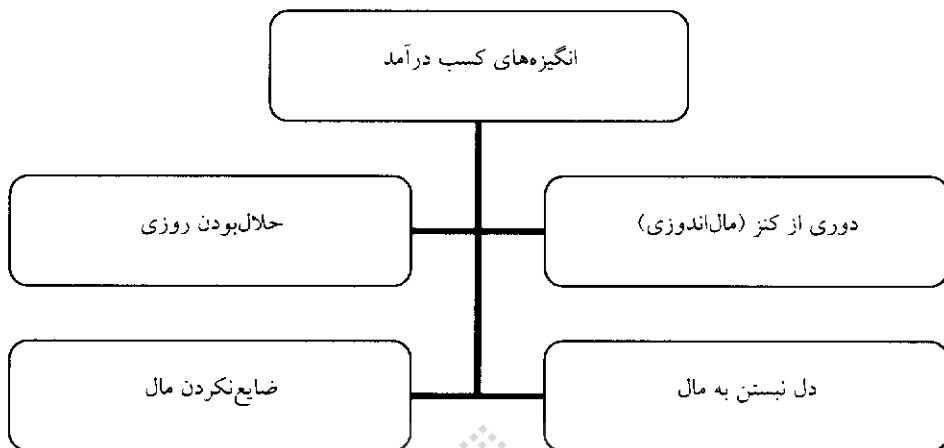 انگیزه‌های کسب درآمد
دوری از کنز (مال‌اندوزی)
حلال‌بودن روزی
دل نبستن به مال
ضایع‌نکردن مال